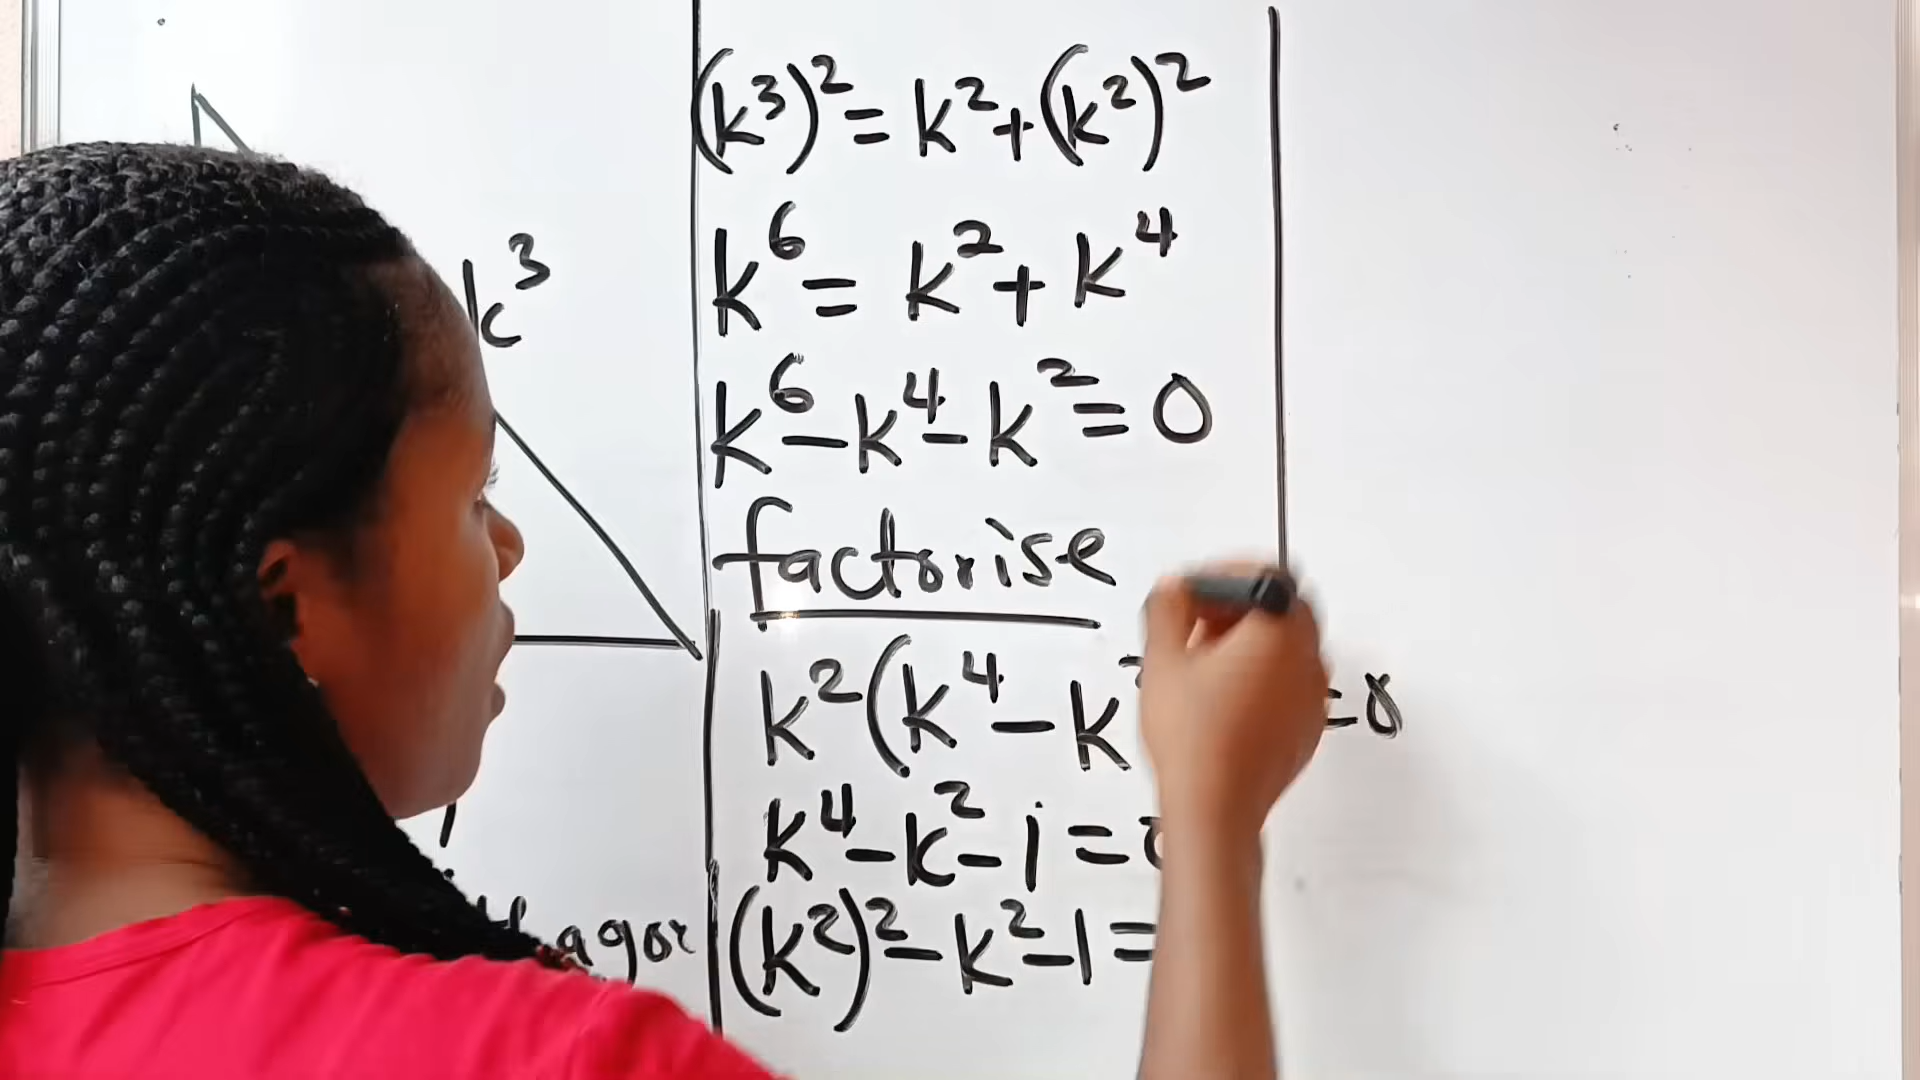 k³
(k³)² = k² + (k²)²
k⁶ = k² + k⁴
k⁶ - k⁴ - k² = 0
factorise
k²(k⁴ - k = 0
k⁴ - k² - 1 =
(k²)² - k² - 1 =